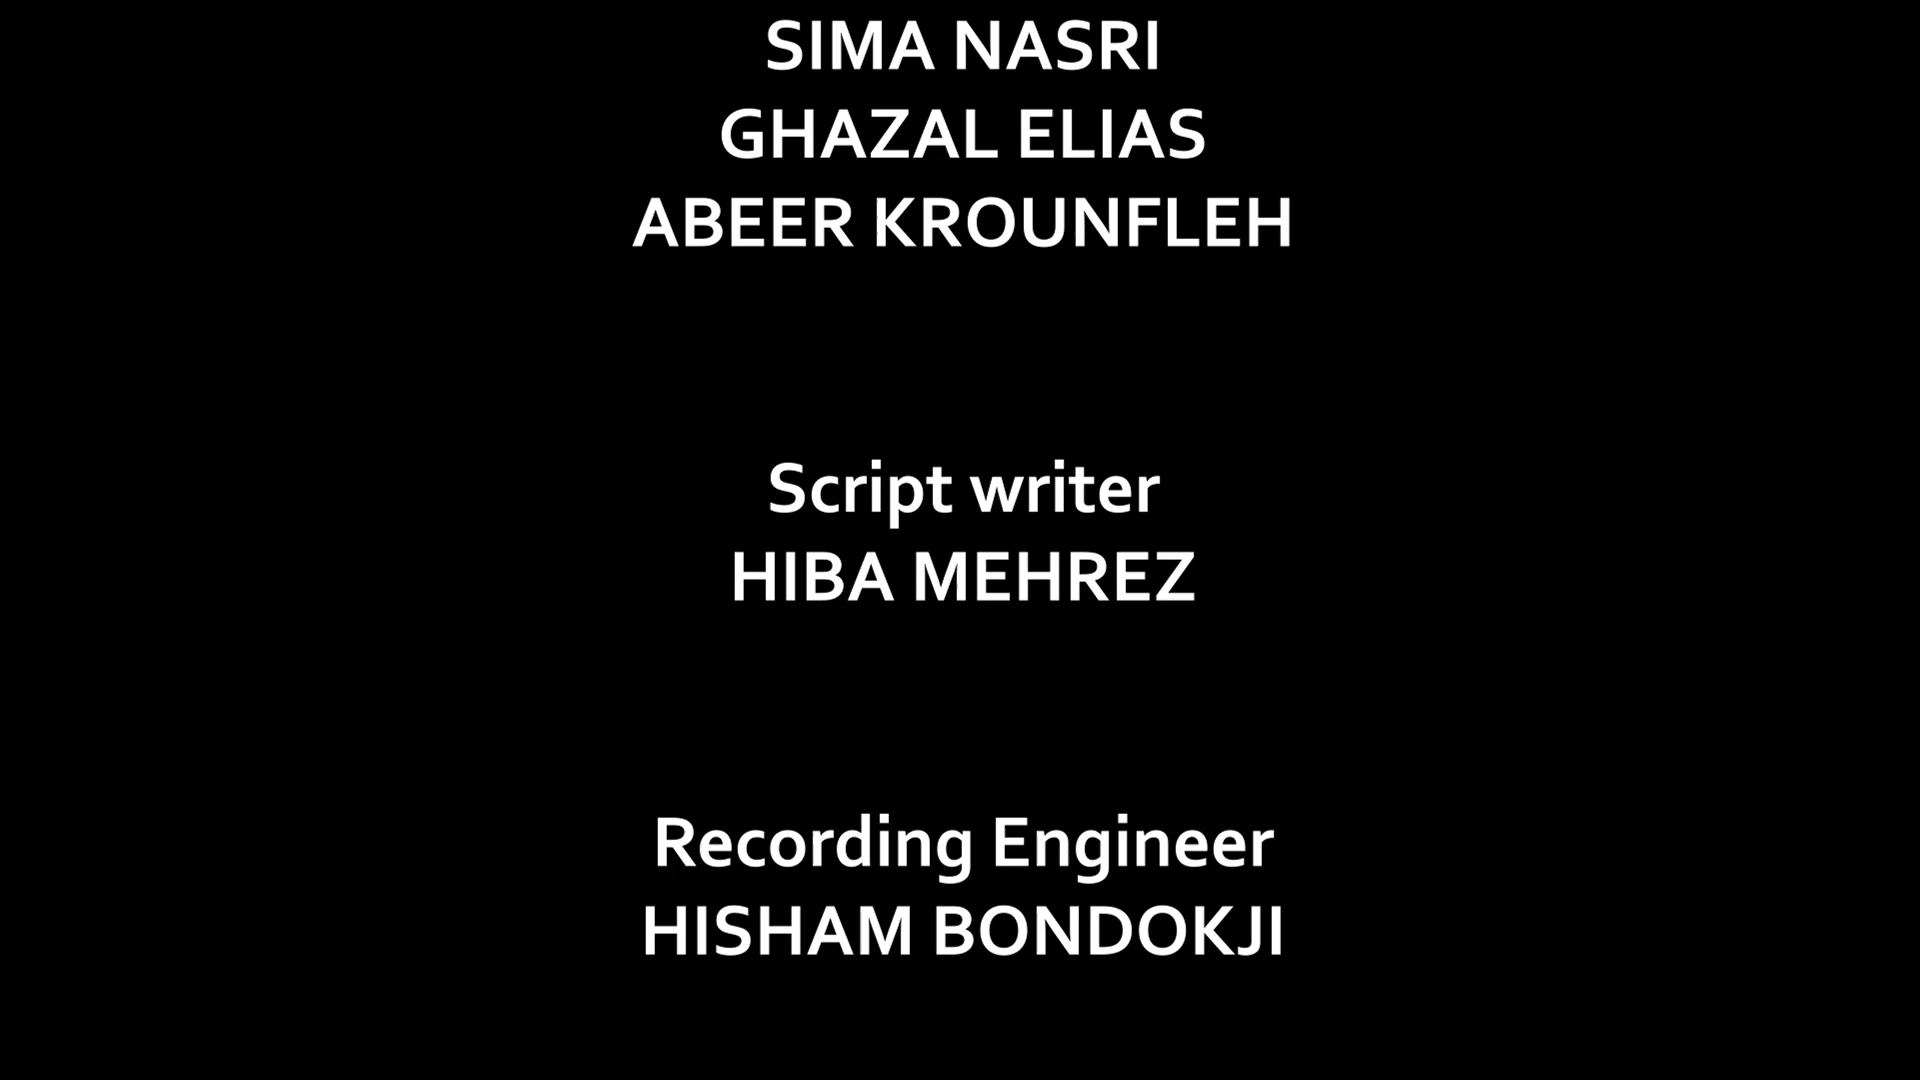 SIMA NASRI
GHAZAL ELIAS
ABEER KROUNFLEH
Script writer
HIBA MEHREZ
Recording Engineer
HISHAM BONDOKJI